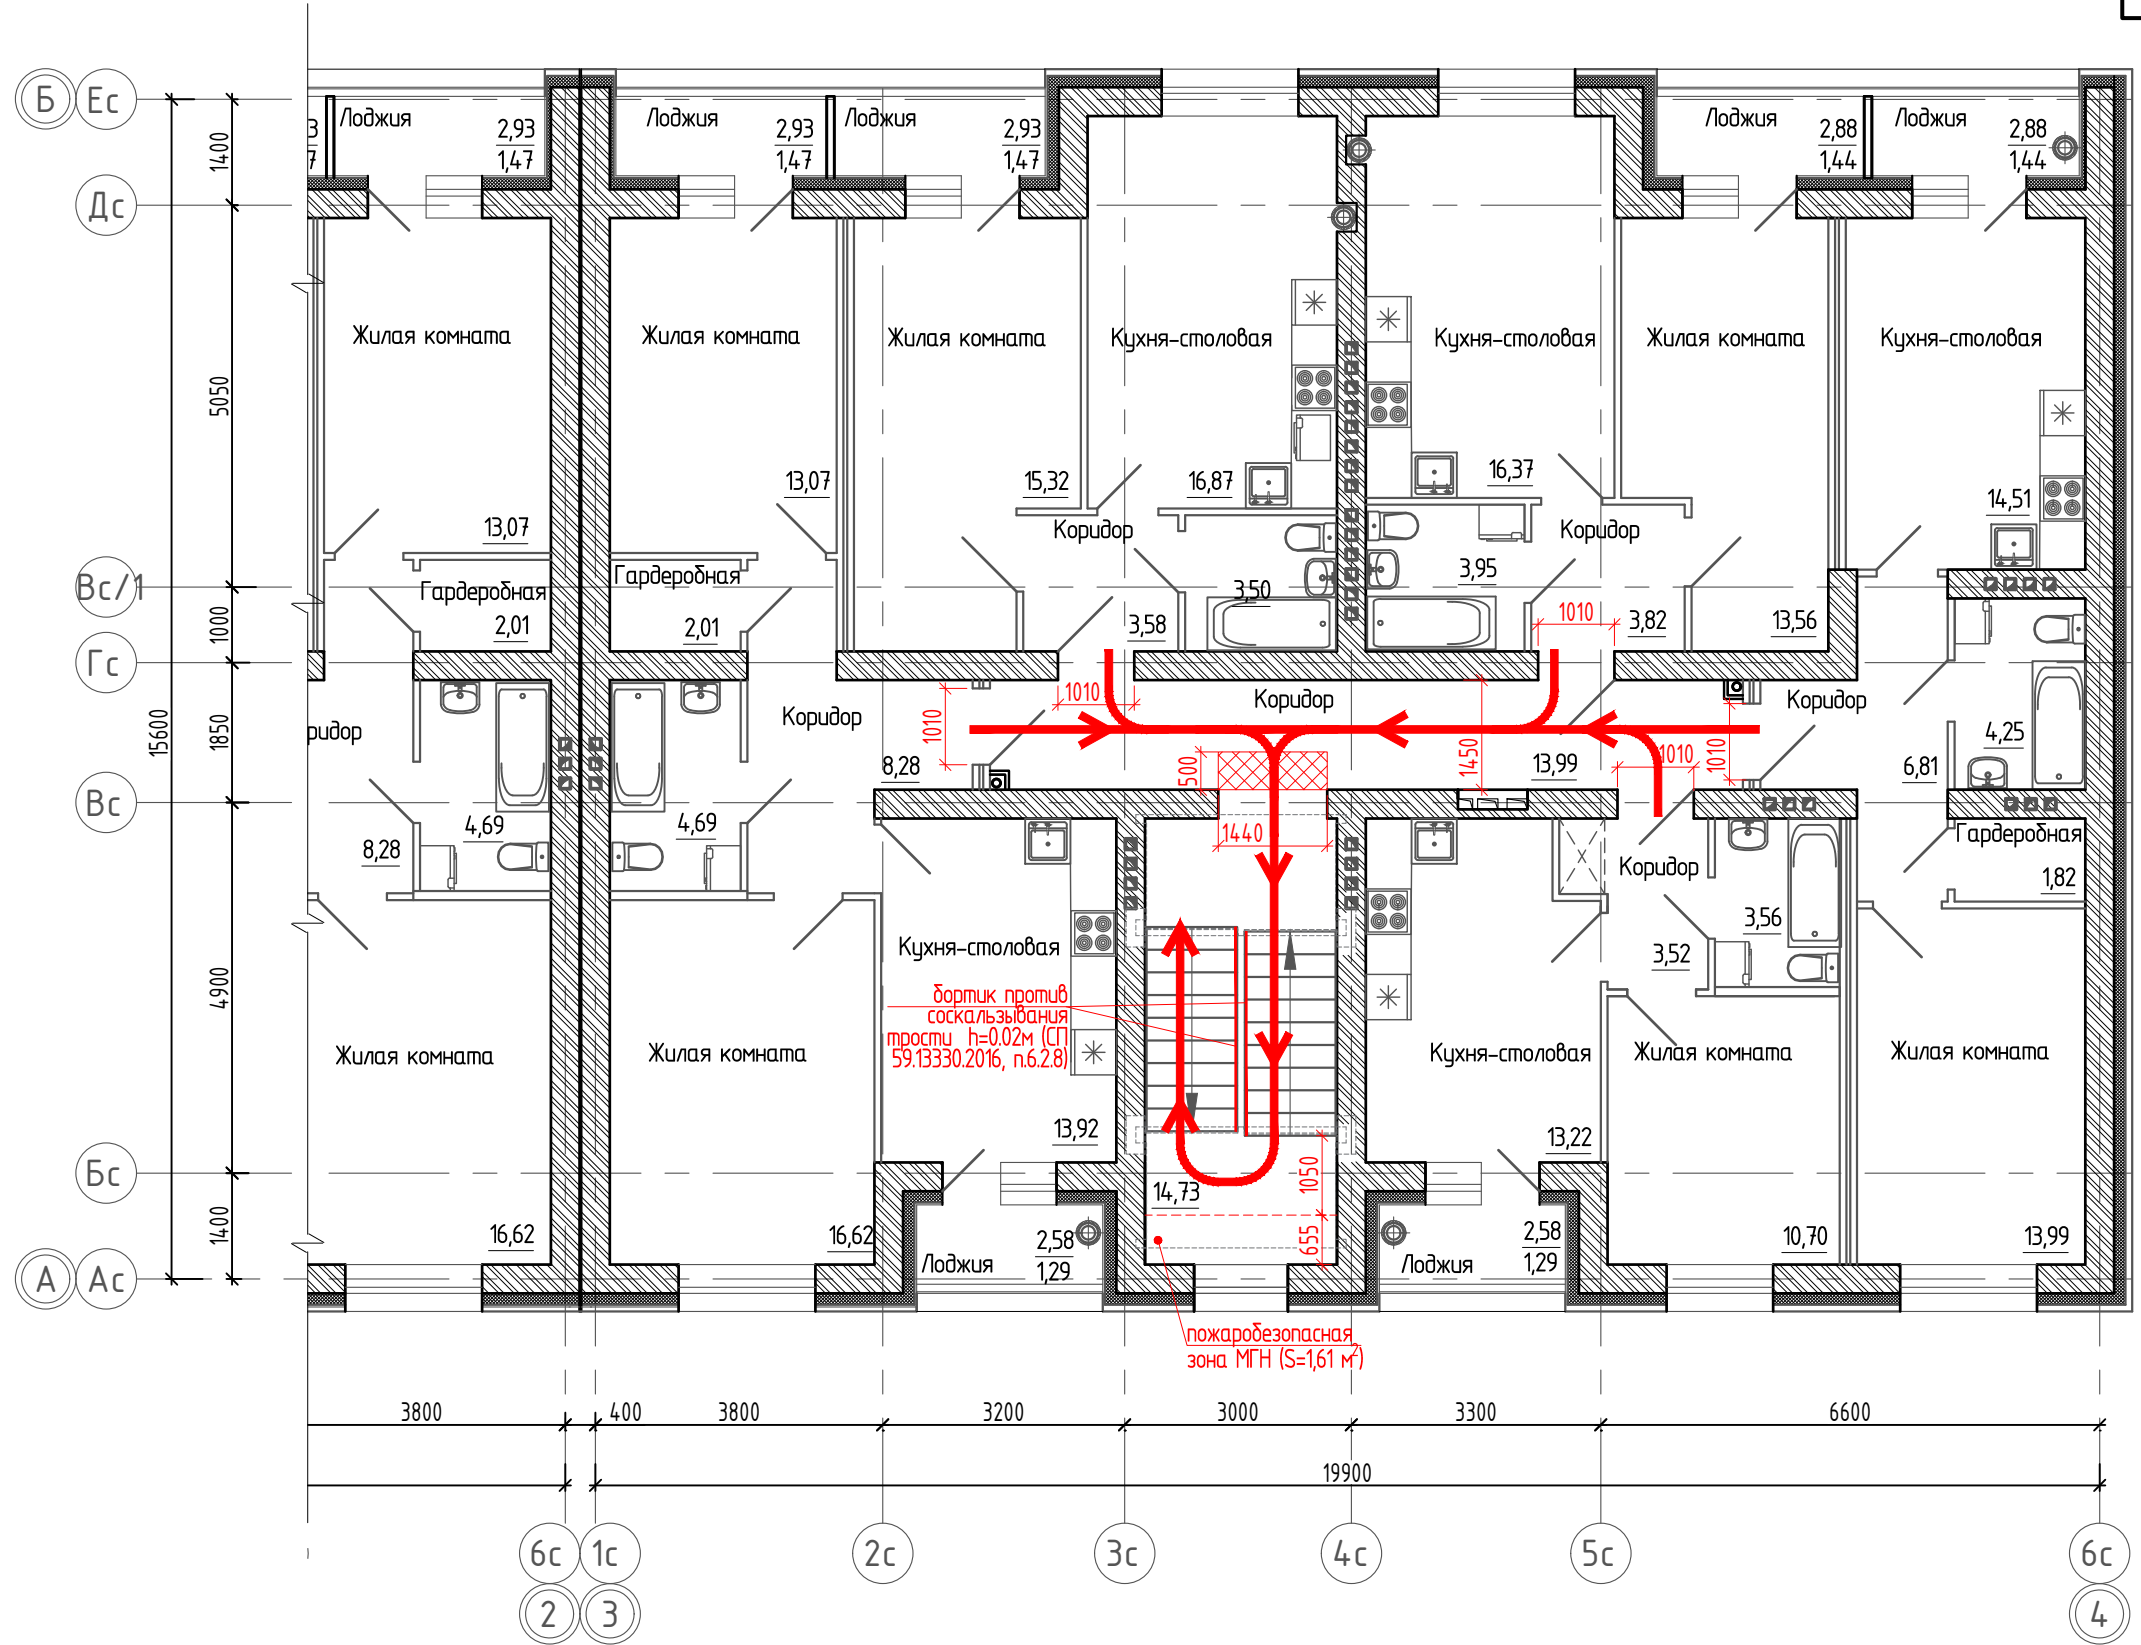 Б Ес
Лоджия
Лоджия
Лоджия
Лоджия
Лоджия
3
7
2,93
1,47
2,93
1,47
2,93
1,47
2,88
1,44
2,88
1,44
1400
Дс
Жилая комната
Жилая комната
Жилая комната
Кухня-столовая
Кухня-столовая
Жилая комната
Кухня-столовая
5050
13,07
13,07
15,32
16,87
16,37
14,51
Коридор
Коридор
Вс/1
Гардеробная
Гардеробная
3,50
3,95
1000
2,01
2,01
3,58
1010
3,82
13,56
Гс
15600
1850
ридор
Коридор
1010
1010
Коридор
1450
Коридор
1010
1010
8,28
500
13,99
6,81
4,25
Вс
4,69
4,69
8,28
1440
Гардеробная
Коридор
1,82
3,56
3,52
4900
Кухня-столовая
бортик против
соскальзывания
трости h=0.02м (СП
59.13330.2016, п.6.2.8)
Жилая комната
Жилая комната
Кухня-столовая
Жилая комната
Жилая комната
13,92
13,22
Бс
14,73
1050
1400
16,62
16,62
2,58
1,29
Лоджия
655
2,58
1,29
Лоджия
10,70
13,99
А Ас
пожаробезопасная
зона МГН (S=1,61 м²)
3800
400
3800
3200
3000
3300
6600
19900
6с 1с 2с 3с 4с 5с 6с
2 3 4